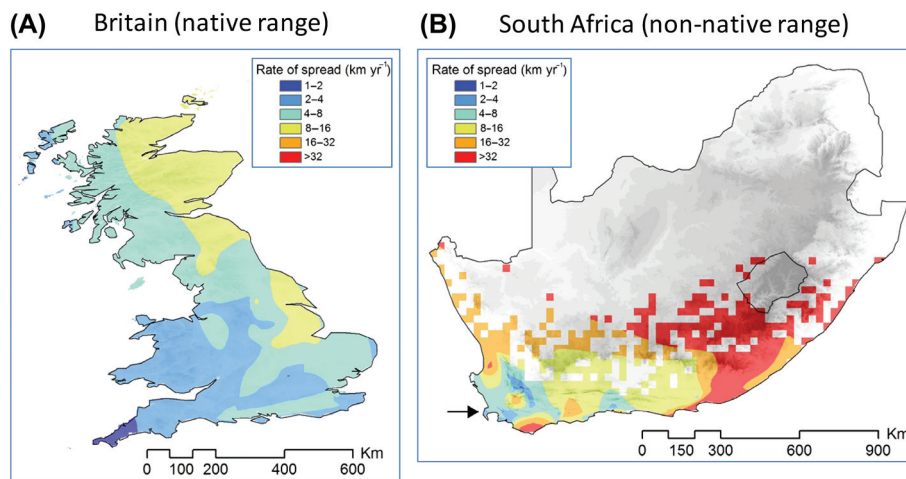 (A) Britain (native range)
Rate of spread (km yr⁻¹)
1–2
2–4
4–8
8–16
16–32
>32
Km
0 100 200 400 600
(B) South Africa (non-native range)
Rate of spread (km yr⁻¹)
1–2
2–4
4–8
8–16
16–32
>32
Km
0 150 300 600 900